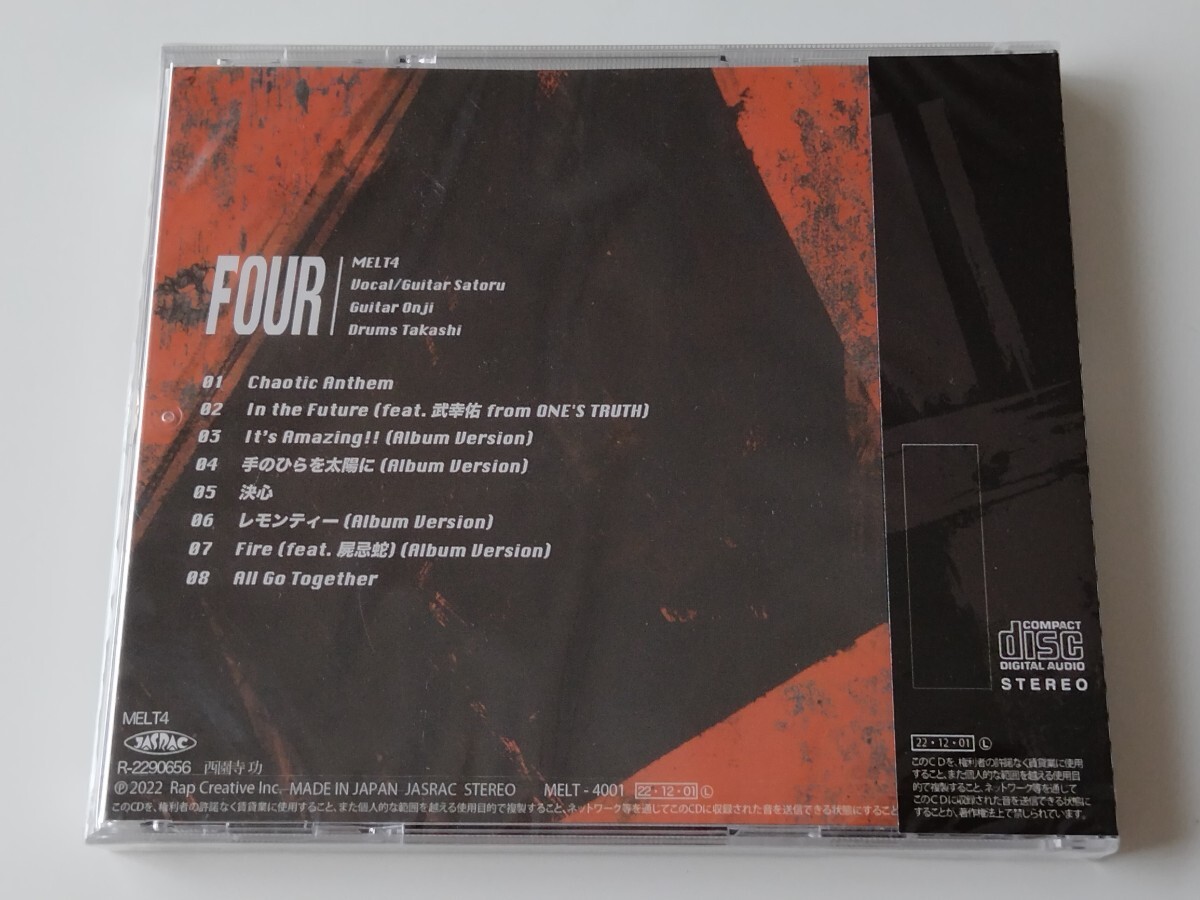 FOUR
MELT4
Vocal/Guitar Satoru
Guitar Onji
Drums Takashi
01 Chaotic Anthem
02 In the Future (feat. 武幸佑 from ONE'S TRUTH)
03 It's Amazing!! (Album Version)
04 手のひらを太陽に (Album Version)
05 決心
06 レモンティー (Album Version)
07 Fire (feat. 屍忌蛇) (Album Version)
08 All Go Together
MELT4
JASRAC
R-2290656 西園寺功
Ⓟ2022 Rap Creative Inc. MADE IN JAPAN JASRAC STEREO MELT - 4001 22・12・01 Ⓛ
このCDを、権利者の許諾なく賃貸業に使用すること、また個人的な範囲を越える使用目的で複製すること、ネットワーク等を通じてこのCDに収録された音を送信できる状態にすること
COMPACT
disc
DIGITAL AUDIO
STEREO
22・12・01 Ⓛ
このCDを、権利者の許諾なく賃貸業に使用
すること、また個人的な範囲を越える使用目
的で複製すること、ネットワーク等を通じて
このCDに収録された音を送信できる状態に
することが、著作権法上で禁じられています。